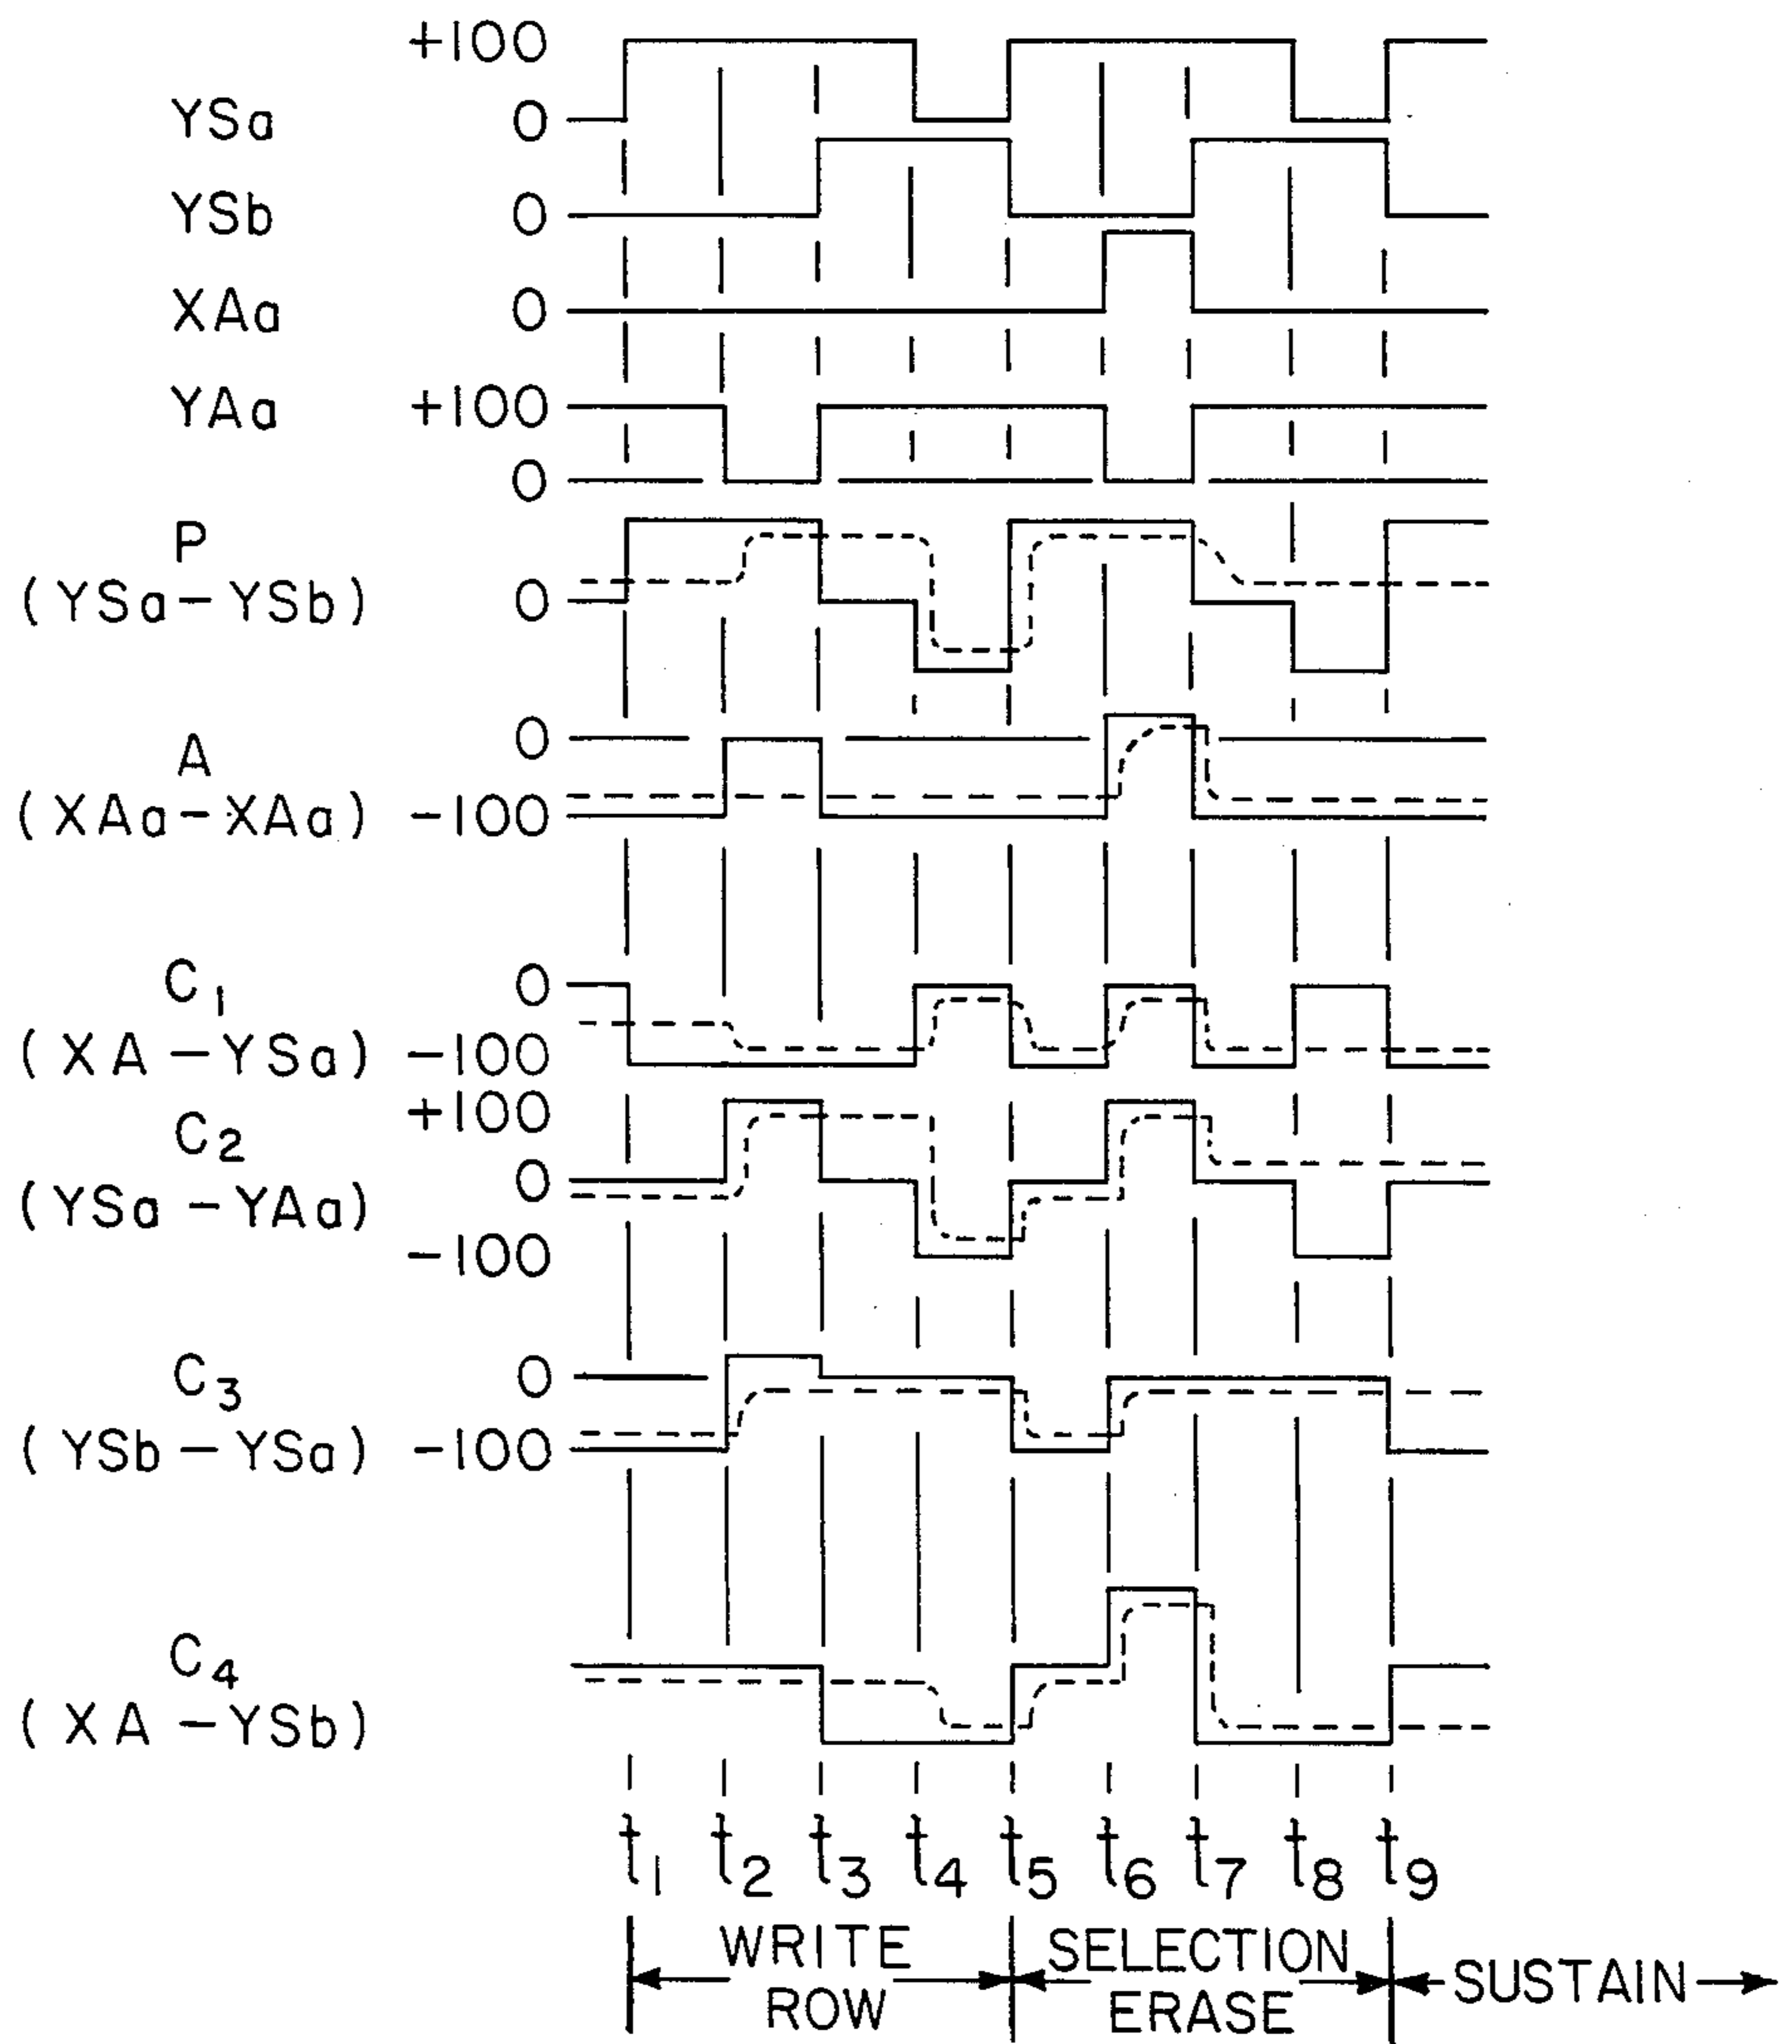 +100
YSa 0
YSb 0
XAa 0
YAa +100
0
P
(YSa-YSb) 0
0
A
(XAa-XAa) -100
C1 0
(XA-YSa) -100
+100
C2
0
(YSa-YAa)
-100
C3 0
(YSb-YSa) -100
C4
(XA-YSb)
t1 t2 t3 t4 t5 t6 t7 t8 t9
WRITE SELECTION SUSTAIN
ROW ERASE